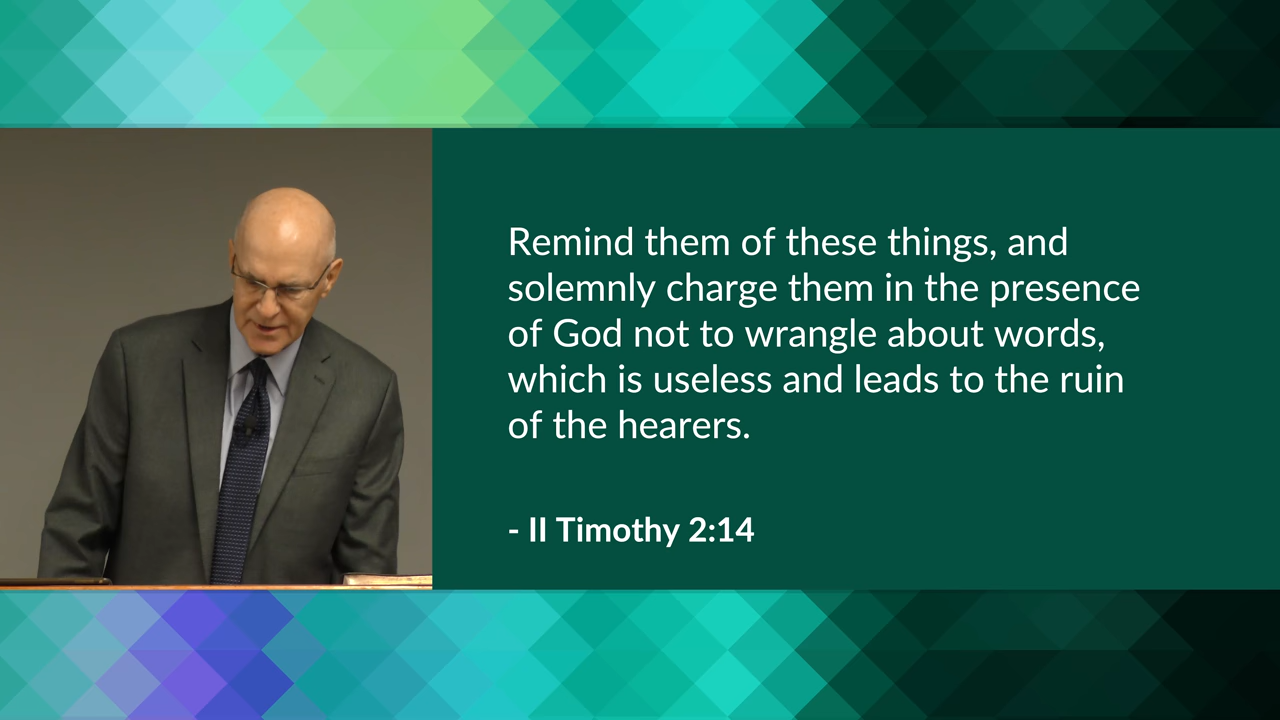 Remind them of these things, and
solemnly charge them in the presence
of God not to wrangle about words,
which is useless and leads to the ruin
of the hearers.
- II Timothy 2:14